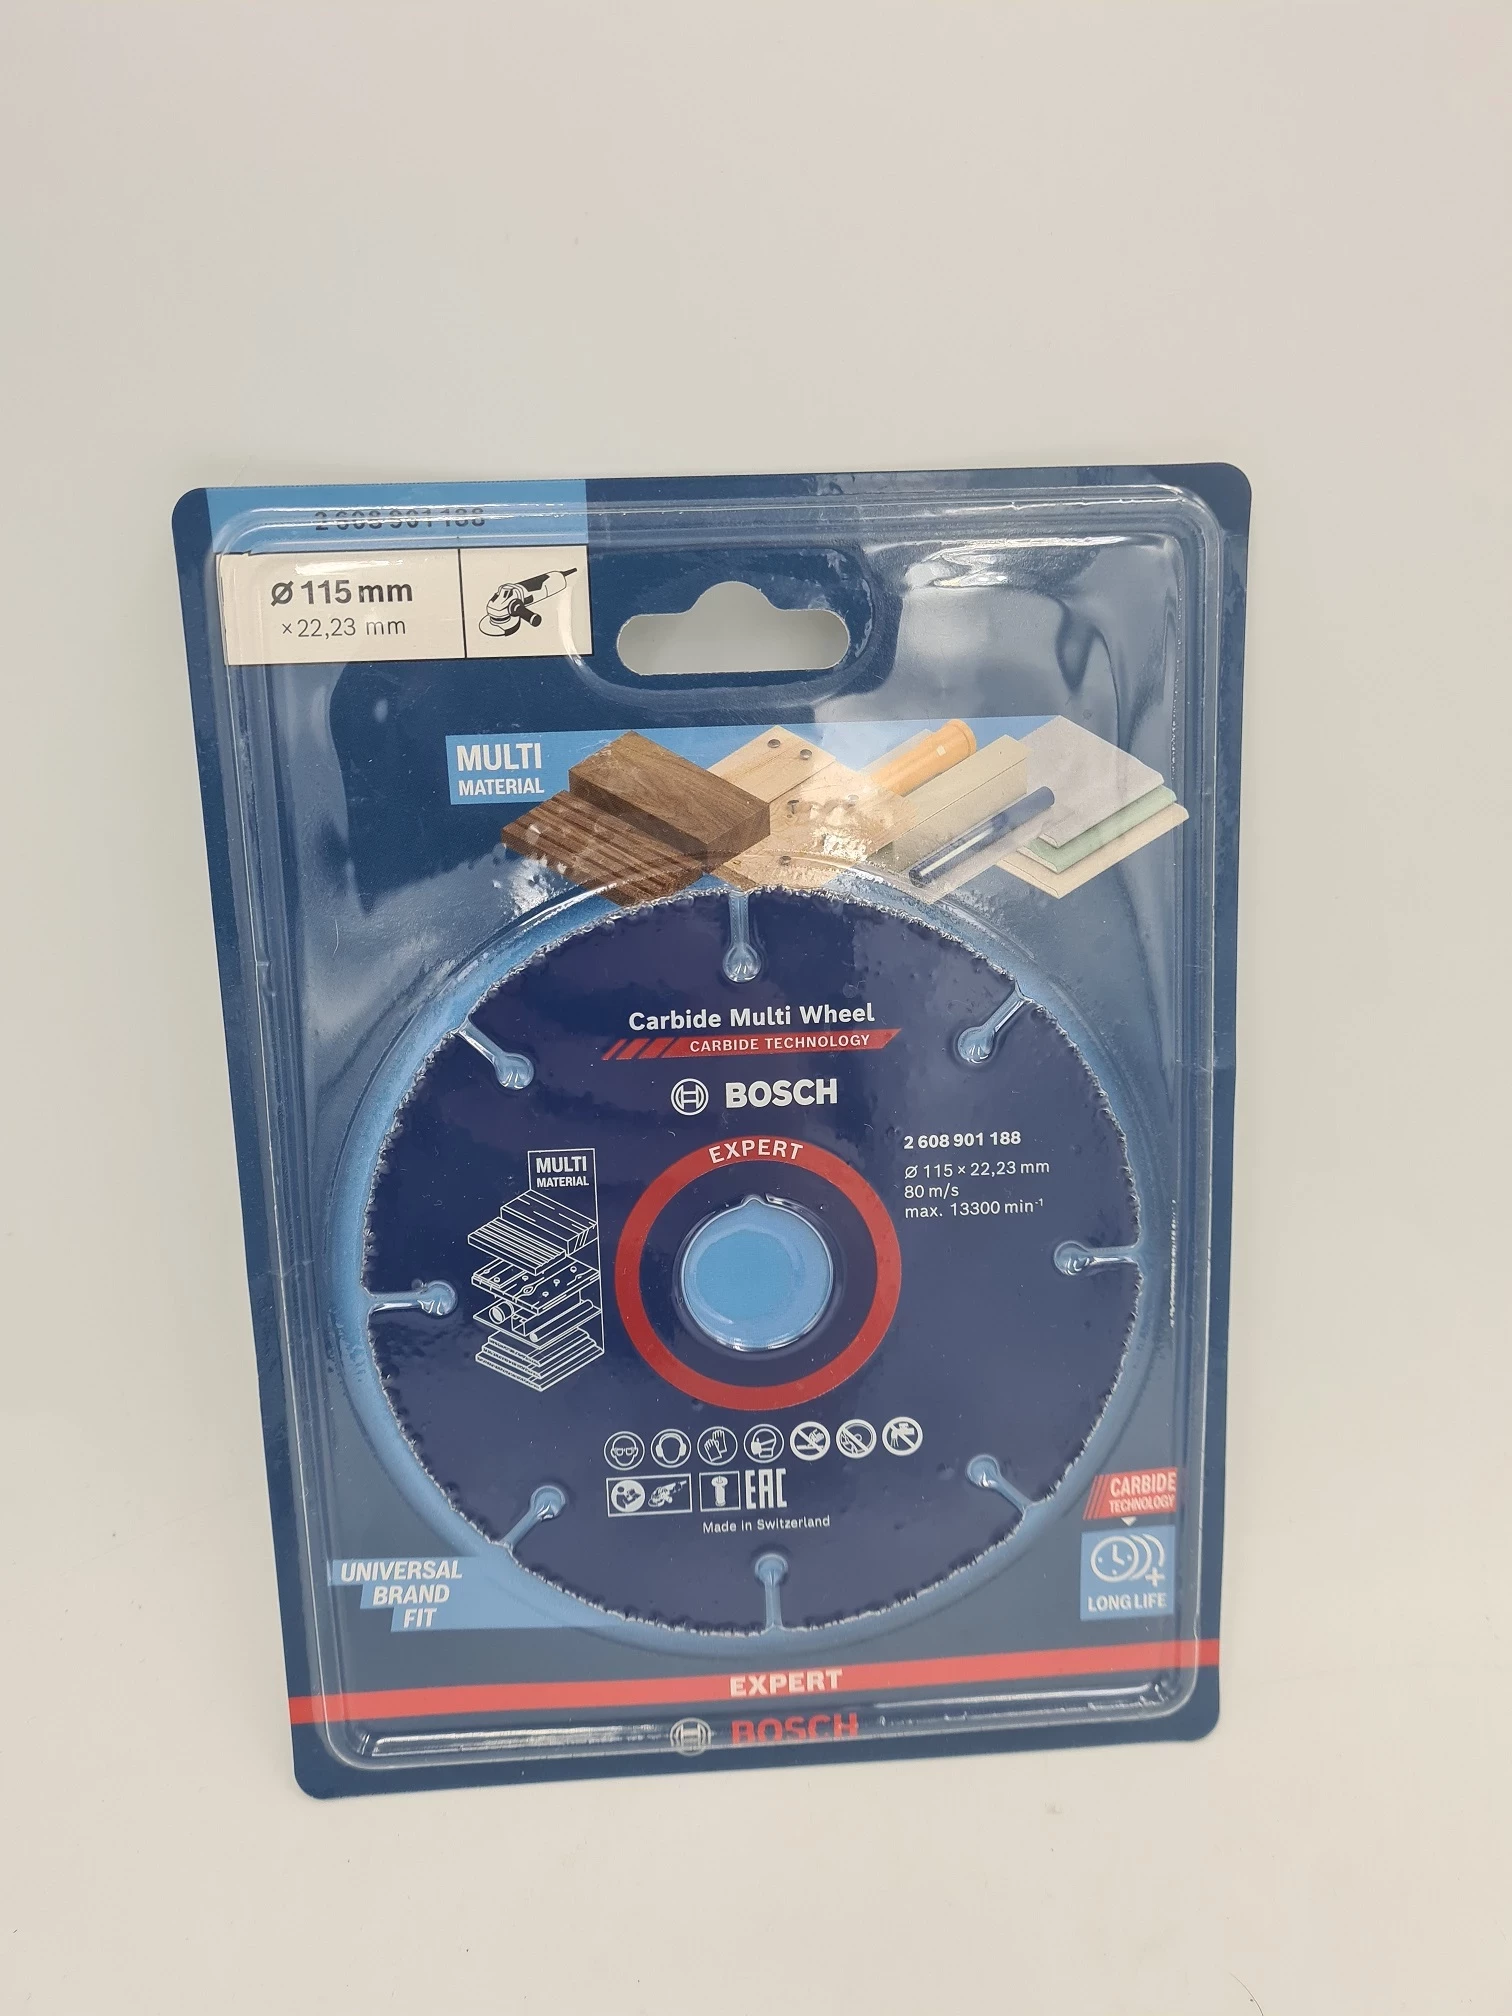 2 608 901 188
Ø 115 mm
× 22,23 mm
MULTI
MATERIAL
Carbide Multi Wheel
CARBIDE TECHNOLOGY
BOSCH
EXPERT
2 608 901 188
Ø 115 × 22,23 mm
80 m/s
max. 13300 min⁻¹
MULTI
MATERIAL
EAC
Made in Switzerland
CARBIDE
TECHNOLOGY
LONG LIFE
UNIVERSAL
BRAND
FIT
EXPERT
BOSCH